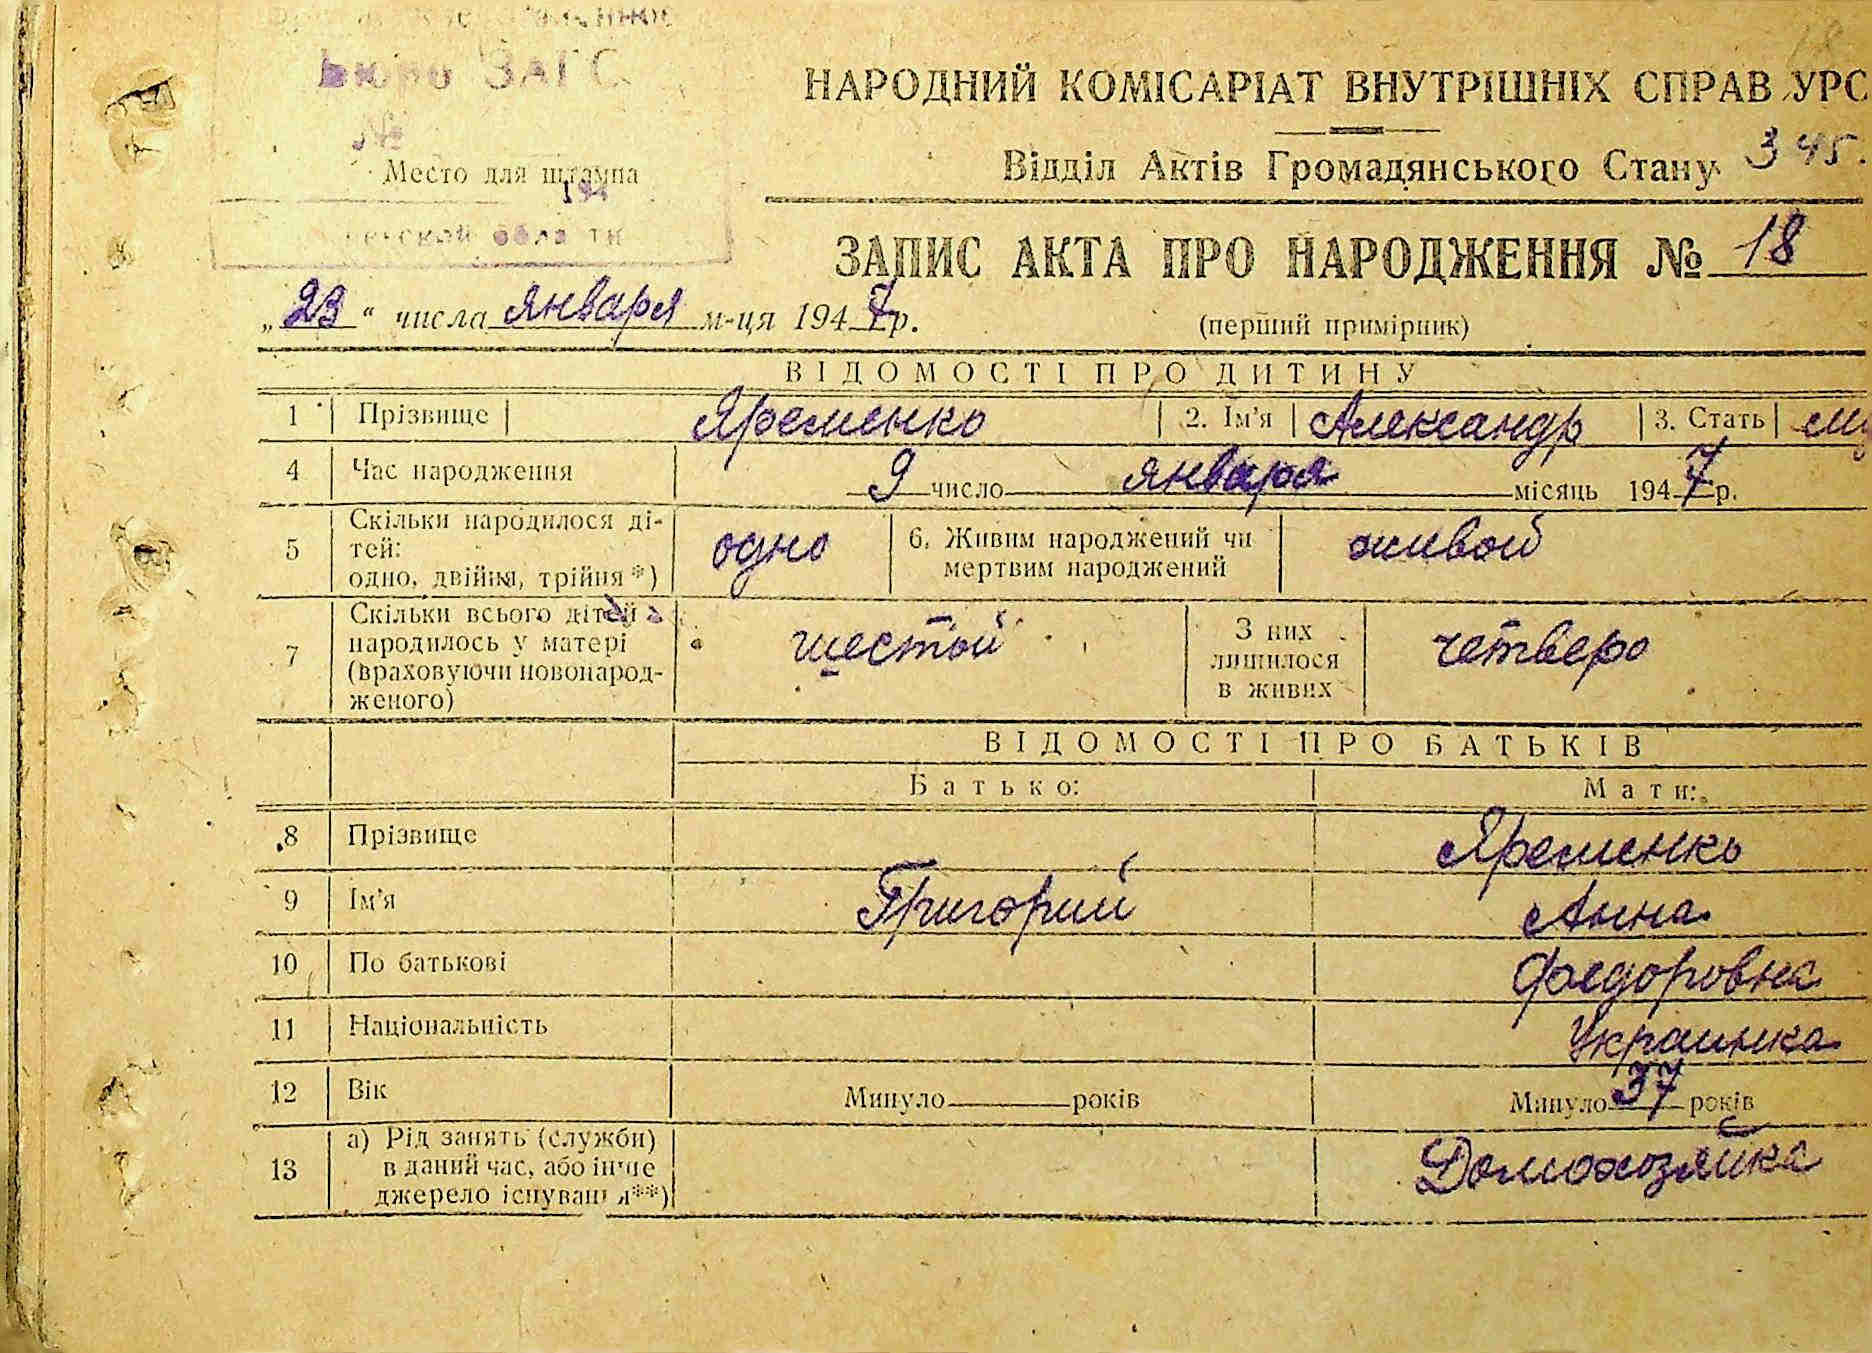 Бюро ЗАГС
№
Место для штампа
194
НАРОДНИЙ КОМІСАРІАТ ВНУТРІШНІХ СПРАВ УРС
Відділ Актів Громадянського Стану 345.
ЗАПИС АКТА ПРО НАРОДЖЕННЯ № 18
„23“ числа января м-ця 1947 р.
(перший примірник)
ВІДОМОСТІ ПРО ДИТИНУ
1 Прізвище Яременко 2. Ім'я Александр 3. Стать
4 Час народження 9 число января місяць 1947 р.
5 Скільки народилося ді-
тей:
одно, двійня, трійня *) одно 6. Живим народжений чи
мертвим народжений живой
7 Скільки всього дітей
народилось у матері
(враховуючи новонарод-
женого) шестой З них
лишилося
в живих четверо
ВІДОМОСТІ ПРО БАТЬКІВ
Батько: Мати:
8 Прізвище Яременко
9 Ім'я Григорий Анна
10 По батькові Федоровна
11 Національність Украинка
12 Вік Минуло років Минуло 37 років
13 а) Рід занять (служби)
в даний час, або інше
джерело існування**) Домохозяйка